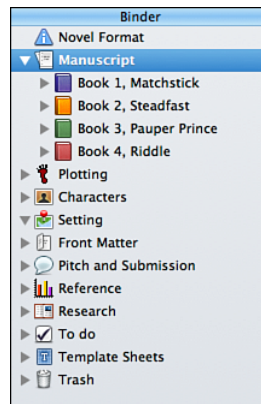 Binder
Novel Format
Manuscript
Book 1, Matchstick
Book 2, Steadfast
Book 3, Pauper Prince
Book 4, Riddle
Plotting
Characters
Setting
Front Matter
Pitch and Submission
Reference
Research
To do
Template Sheets
Trash